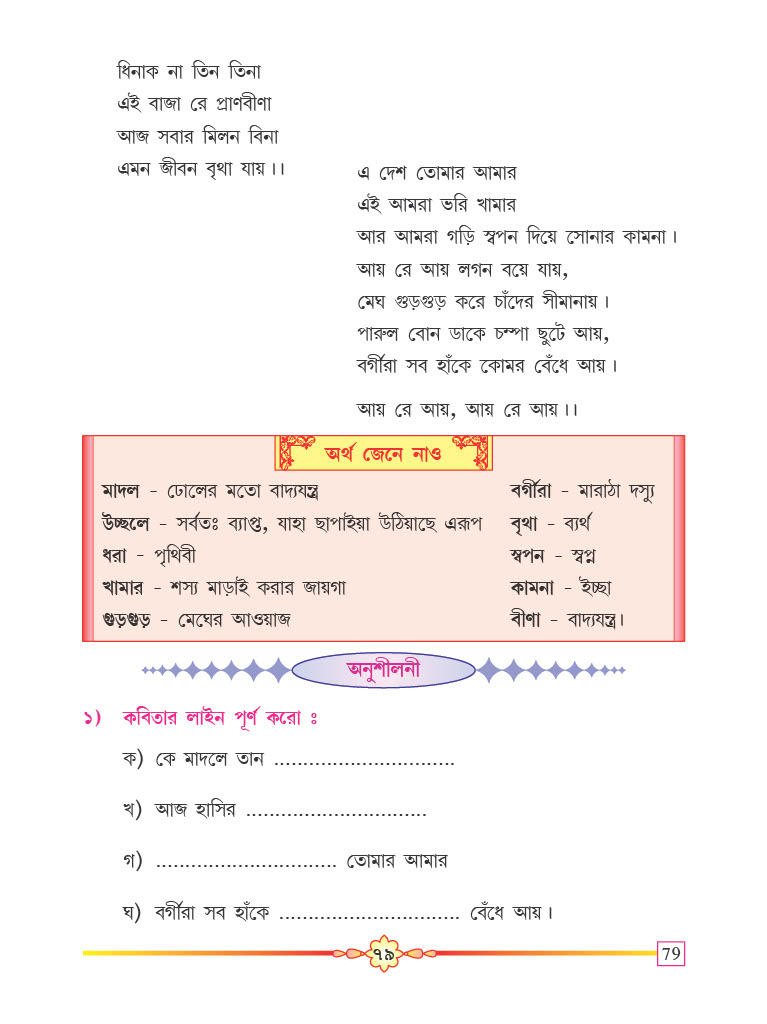 ধিনাক না তিন তিনা
এই বাজা রে প্রাণবীণা
আজ সবার মিলন বিনা
এমন জীবন বৃথা যায়।।
এ দেশ তোমার আমার
এই আমরা ভরি খামার
আর আমরা গড়ি স্বপন দিয়ে সোনার কামনা।
আয় রে আয় লগন বয়ে যায়,
মেঘ গুড়গুড় করে চাঁদের সীমানায়।
পারুল বোন ডাকে চম্পা ছুটে আয়,
বর্গীরা সব হাঁকে কোমর বেঁধে আয়।
আয় রে আয়, আয় রে আয়।।
অর্থ জেনে নাও
মাদল - ঢোলের মতো বাদ্যযন্ত্র
উচ্ছলে - সর্বতঃ ব্যাপ্ত, যাহা ছাপাইয়া উঠিয়াছে এরূপ
ধরা - পৃথিবী
খামার - শস্য মাড়াই করার জায়গা
গুড়গুড় - মেঘের আওয়াজ
বর্গীরা - মারাঠা দস্যু
বৃথা - ব্যর্থ
স্বপন - স্বপ্ন
কামনা - ইচ্ছা
বীণা - বাদ্যযন্ত্র।
অনুশীলনী
১) কবিতার লাইন পূর্ণ করো ঃ
ক) কে মাদলে তান ...............................
খ) আজ হাসির ...............................
গ) ............................... তোমার আমার
ঘ) বর্গীরা সব হাঁকে ............................... বেঁধে আয়।
৭৯
79